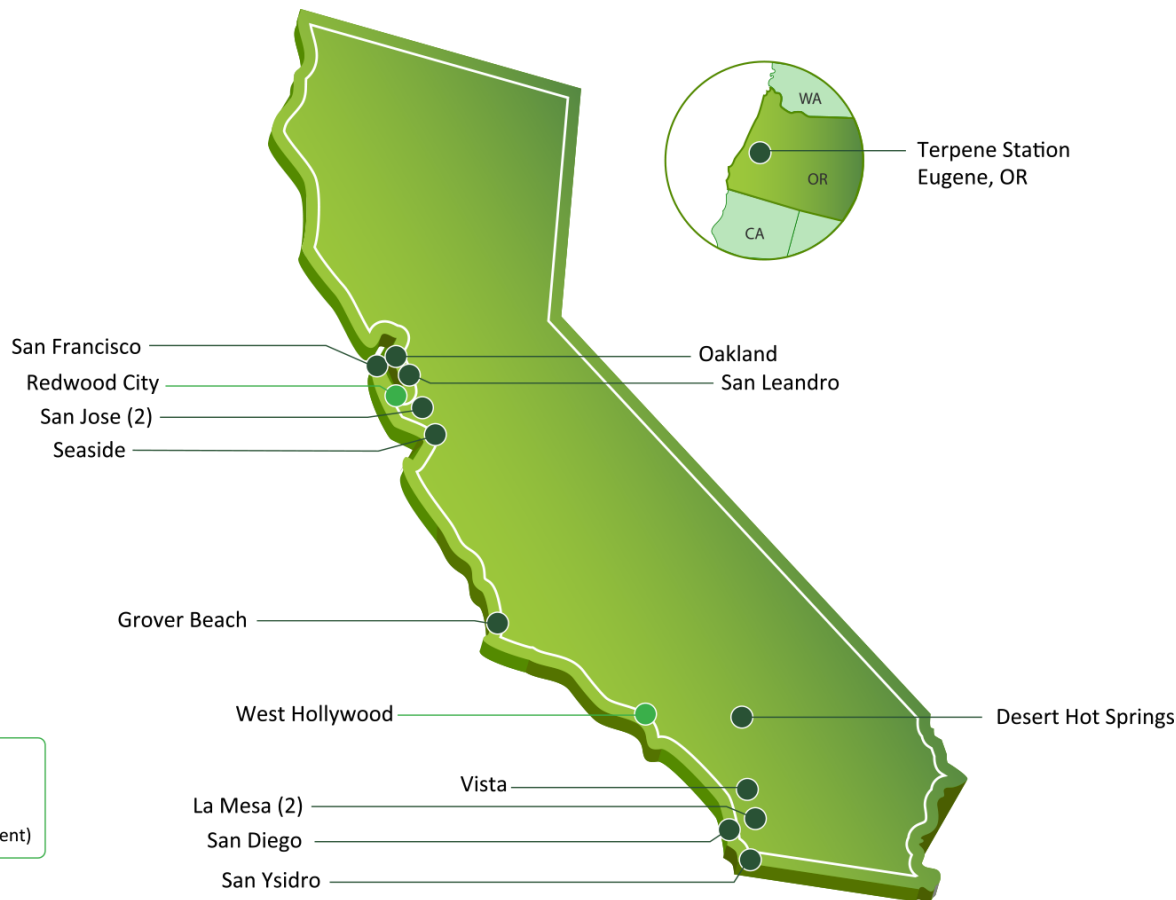 WA
OR
CA
Terpene Station
Eugene, OR
San Francisco
Redwood City
San Jose (2)
Seaside
Oakland
San Leandro
Grover Beach
West Hollywood
Desert Hot Springs
Vista
La Mesa (2)
San Diego
San Ysidro